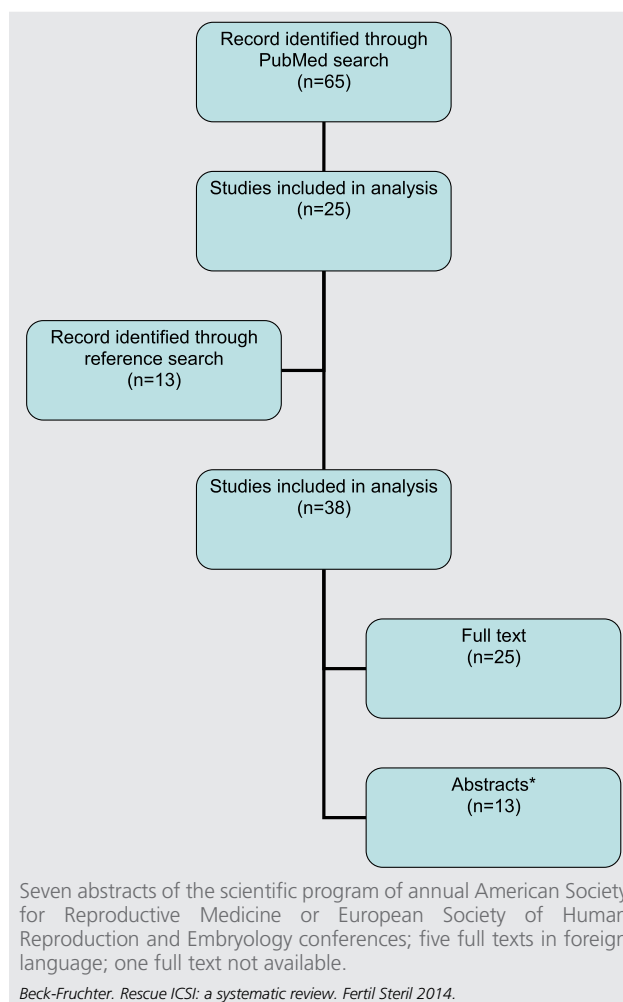 Record identified through
PubMed search
(n=65)
Studies included in analysis
(n=25)
Record identified through
reference search
(n=13)
Studies included in analysis
(n=38)
Full text
(n=25)
Abstracts*
(n=13)
Seven abstracts of the scientific program of annual American Society
for Reproductive Medicine or European Society of Human
Reproduction and Embryology conferences; five full texts in foreign
language; one full text not available.
Beck-Fruchter. Rescue ICSI: a systematic review. Fertil Steril 2014.